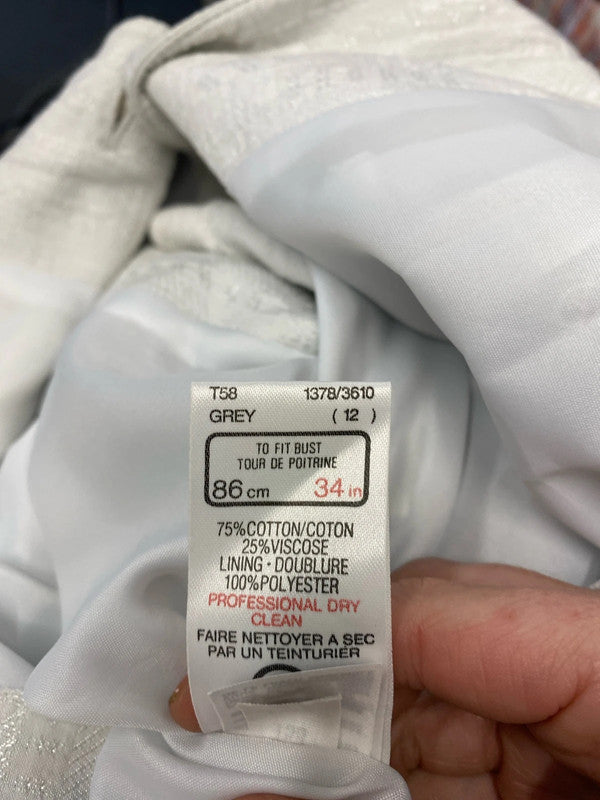 T58 1378/3610
GREY ( 12 )
TO FIT BUST
TOUR DE POITRINE
86 cm 34 in
75%COTTON/COTON
25%VISCOSE
LINING · DOUBLURE
100%POLYESTER
PROFESSIONAL DRY
CLEAN
FAIRE NETTOYER A SEC
PAR UN TEINTURIER